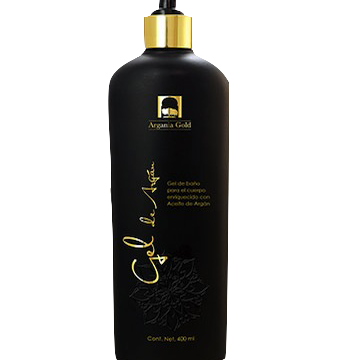 Argania Gold
Gel de Argán
Gel de baño
para el cuerpo
enriquecido con
Aceite de Argán
Cont. Net. 400 ml